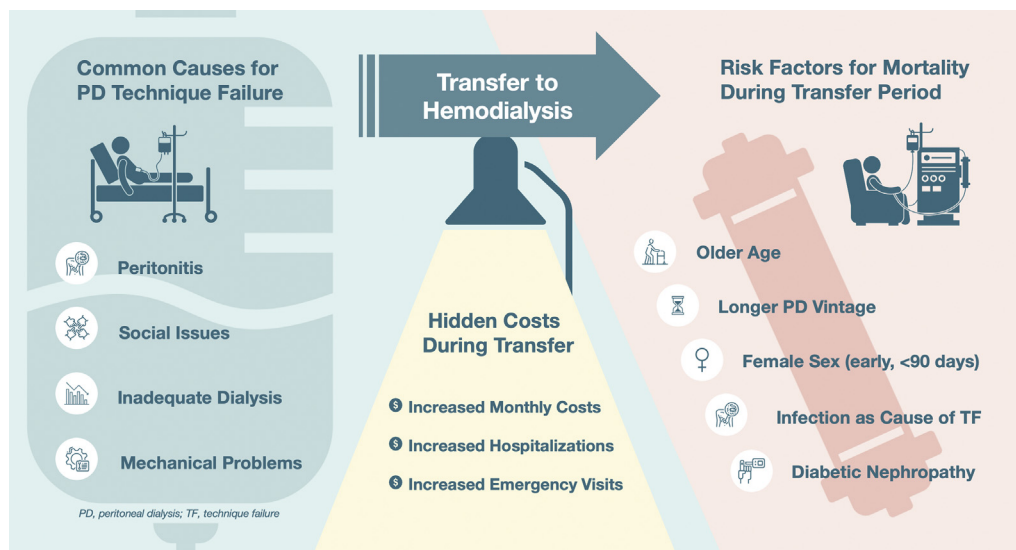 Common Causes for
PD Technique Failure
Peritonitis
Social Issues
Inadequate Dialysis
Mechanical Problems
PD, peritoneal dialysis; TF, technique failure
Transfer to
Hemodialysis
Hidden Costs
During Transfer
$ Increased Monthly Costs
$ Increased Hospitalizations
$ Increased Emergency Visits
Risk Factors for Mortality
During Transfer Period
Older Age
Longer PD Vintage
Female Sex (early, <90 days)
Infection as Cause of TF
Diabetic Nephropathy